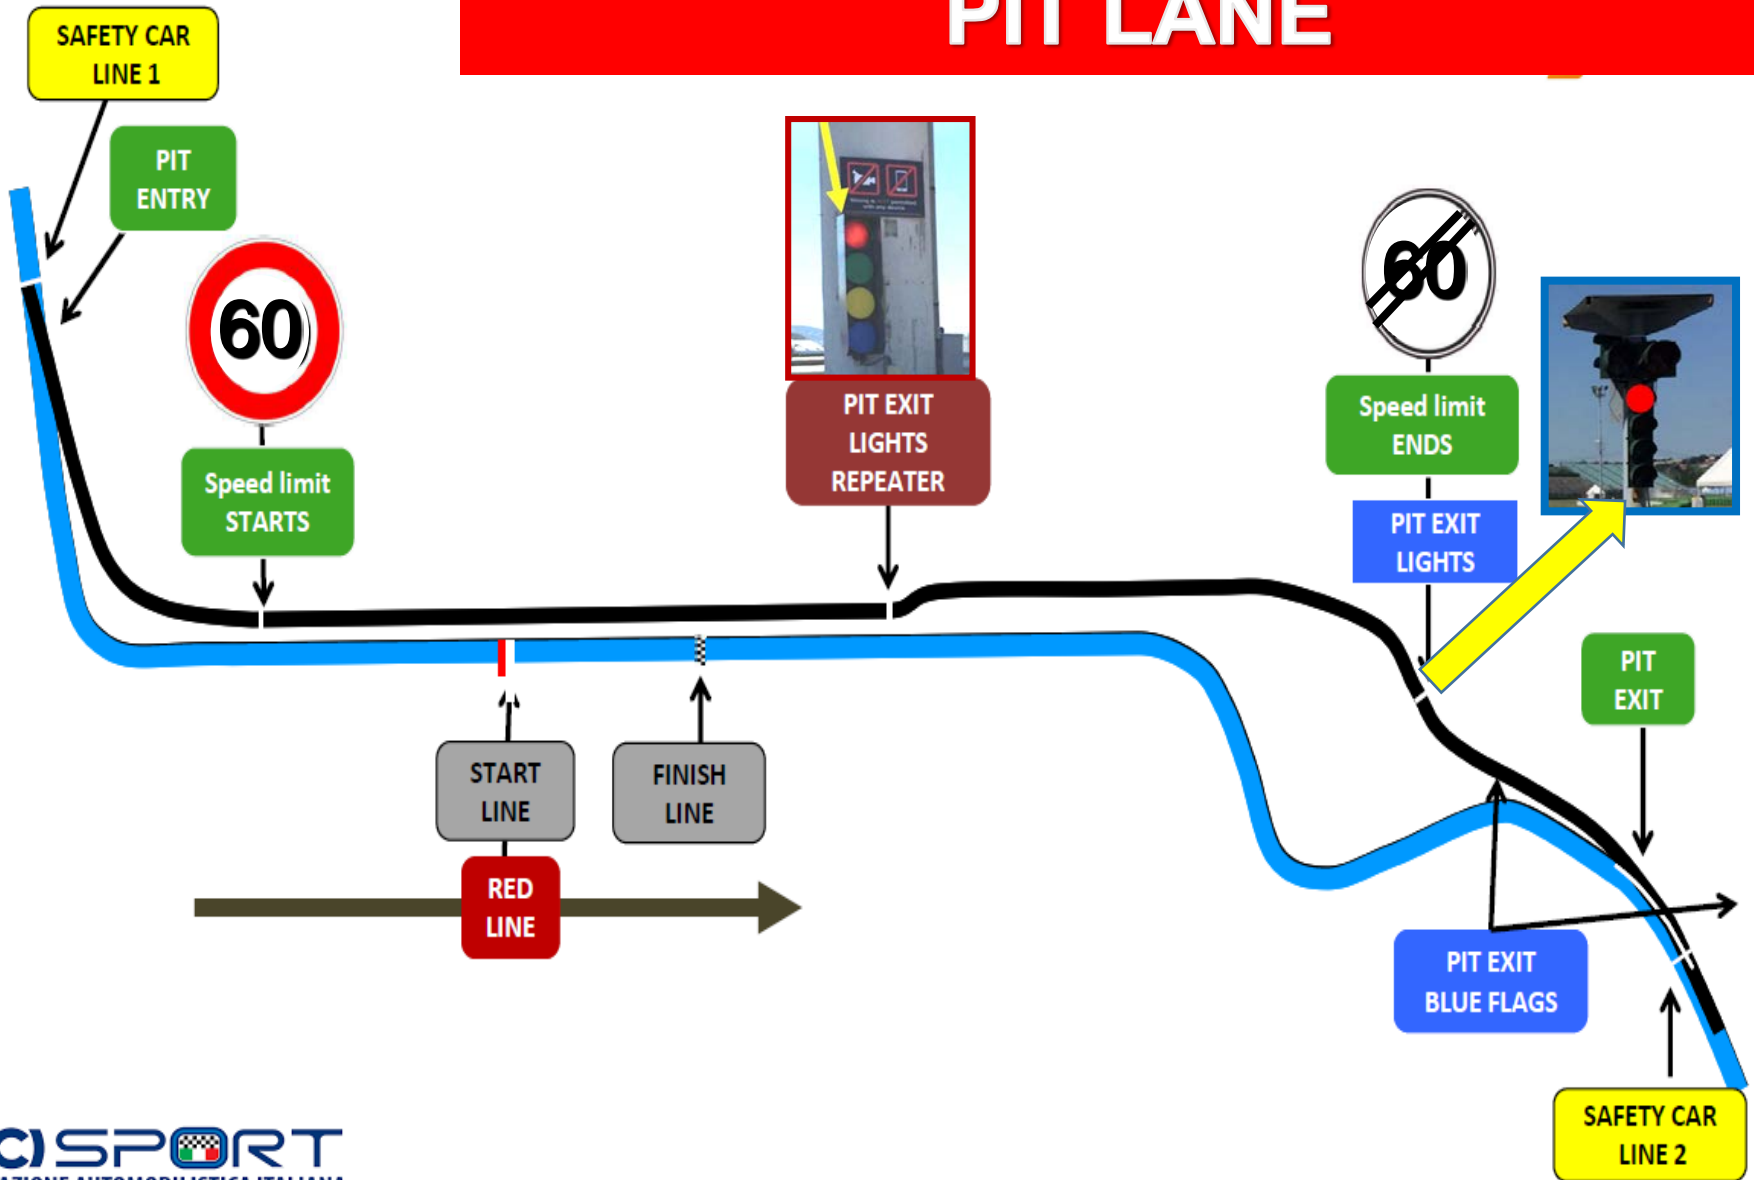 PIT LANE
SAFETY CAR
LINE 1
PIT
ENTRY
60
Speed limit
STARTS
PIT EXIT
LIGHTS
REPEATER
60
Speed limit
ENDS
PIT EXIT
LIGHTS
PIT
EXIT
START
LINE
FINISH
LINE
RED
LINE
PIT EXIT
BLUE FLAGS
SAFETY CAR
LINE 2
SPORT
AUTOMOBILISTICA ITALIANA